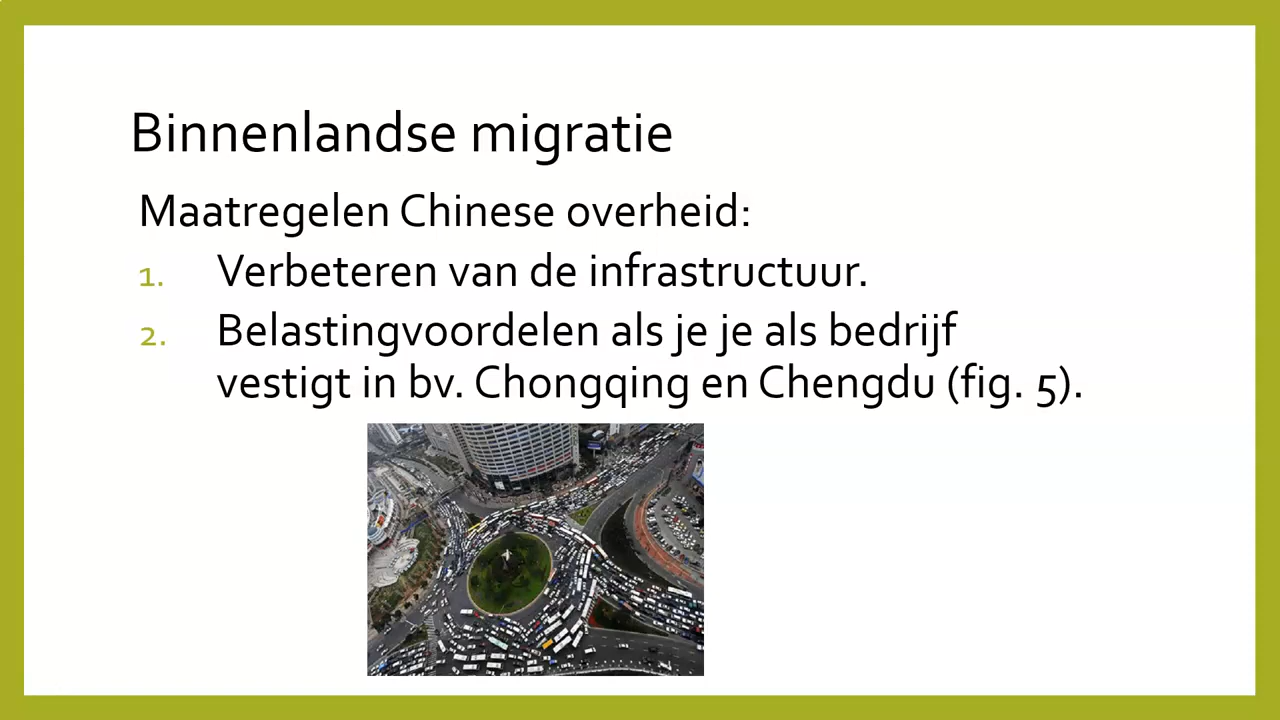 Binnenlandse migratie
Maatregelen Chinese overheid:
1. Verbeteren van de infrastructuur.
2. Belastingvoordelen als je je als bedrijf
vestigt in bv. Chongqing en Chengdu (fig. 5).